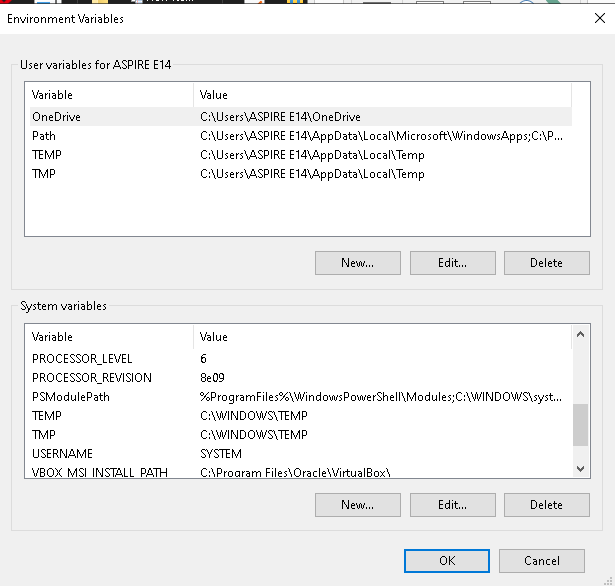 Environment Variables
User variables for ASPIRE E14
Variable Value
OneDrive C:\Users\ASPIRE E14\OneDrive
Path C:\Users\ASPIRE E14\AppData\Local\Microsoft\WindowsApps;C:\P...
TEMP C:\Users\ASPIRE E14\AppData\Local\Temp
TMP C:\Users\ASPIRE E14\AppData\Local\Temp
New... Edit... Delete
System variables
Variable Value
PROCESSOR_LEVEL 6
PROCESSOR_REVISION 8e09
PSModulePath %ProgramFiles%\WindowsPowerShell\Modules;C:\WINDOWS\syst...
TEMP C:\WINDOWS\TEMP
TMP C:\WINDOWS\TEMP
USERNAME SYSTEM
VBOX_MSI_INSTALL_PATH C:\Program Files\Oracle\VirtualBox\
New... Edit... Delete
OK Cancel